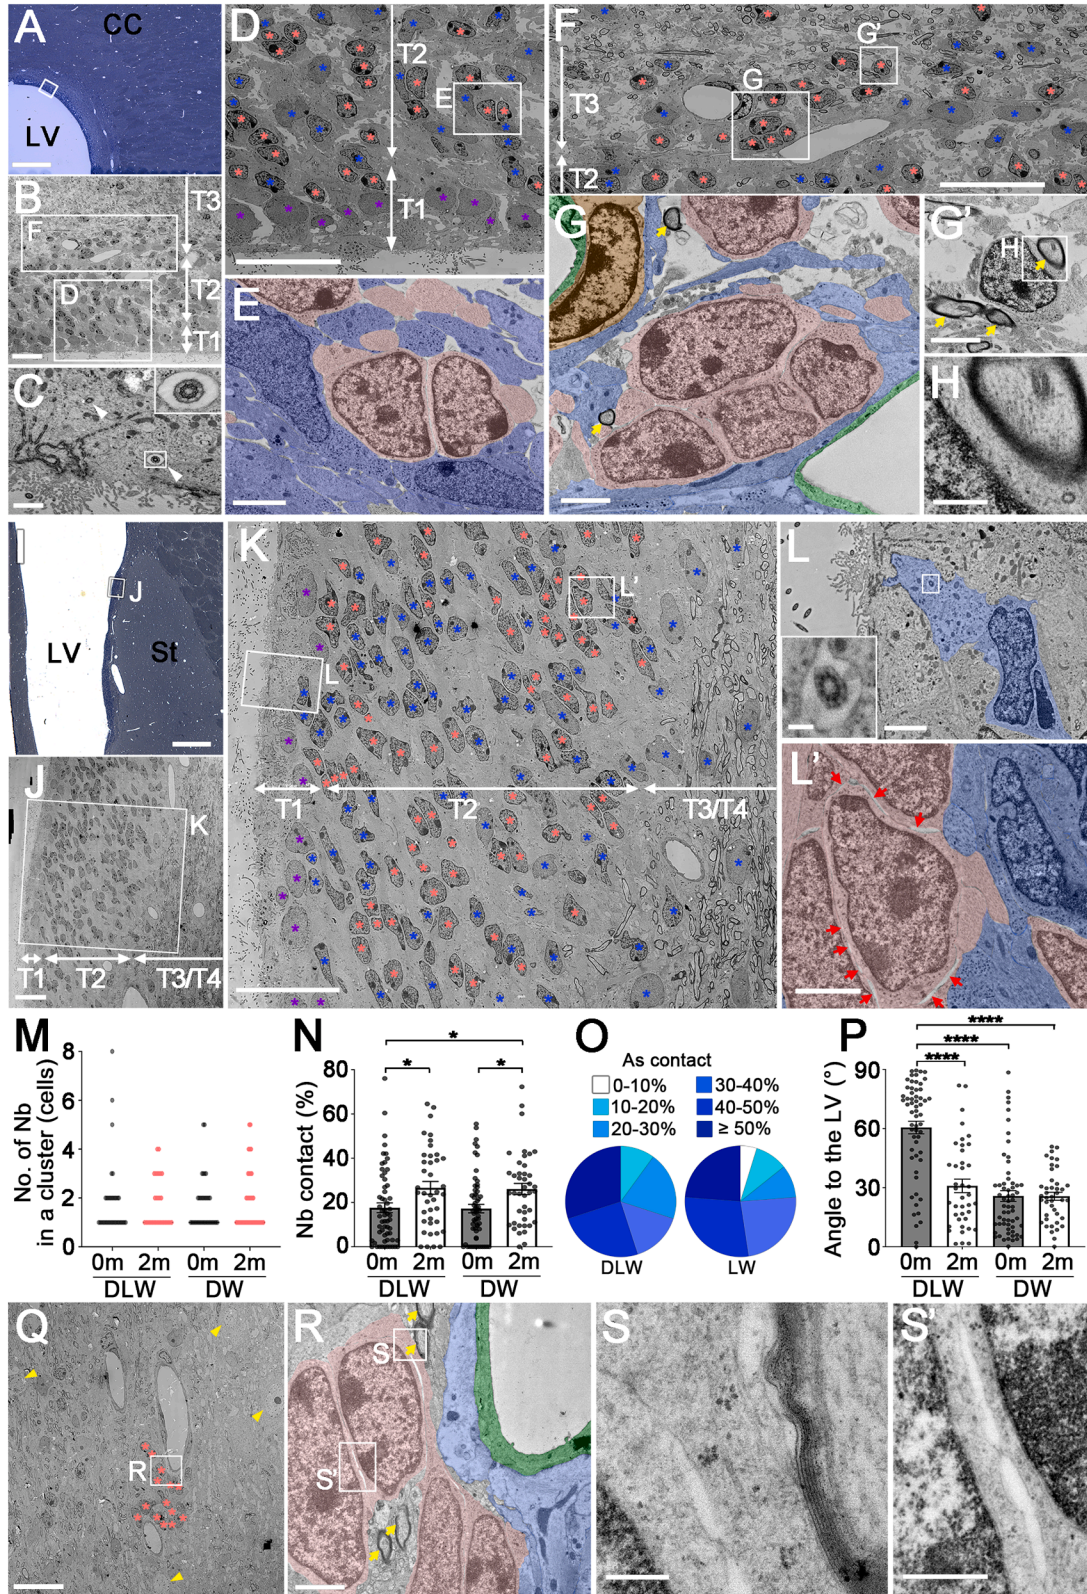 A
CC
LV
B
T3
F
T2
D
T1
C
D
T2
E
T1
F
G'
T3
G
T2
E
G
G'
H
H
I
J
LV
St
J
K
T1
T2
T3/T4
K
L'
L
T1
T2
T3/T4
L
L'
M
No. of Nb
in a cluster (cells)
8
6
4
2
0
0m 2m 0m 2m
DLW DW
N
Nb contact (%)
80
60
40
20
0
* * *
0m 2m 0m 2m
DLW DW
O
As contact
0-10% 30-40%
10-20% 40-50%
20-30% ≥ 50%
DLW LW
P
Angle to the LV (°)
90
60
30
0
****
****
****
0m 2m 0m 2m
DLW DW
Q
R
R
S
S'
S
S'